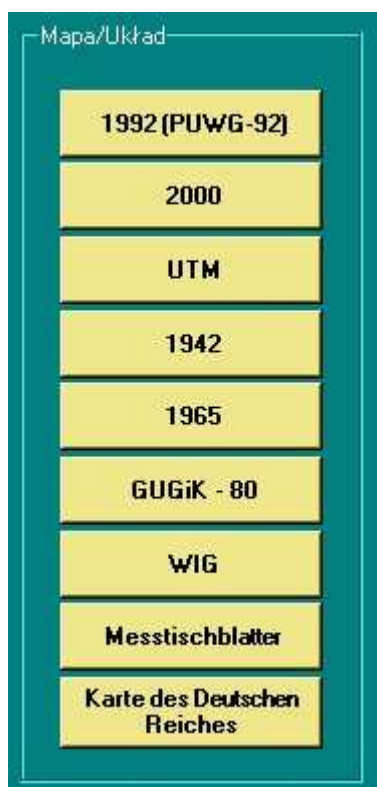 Mapa/Układ
1992 (PUWG-92)
2000
UTM
1942
1965
GUGiK - 80
WIG
Messtischblatter
Karte des Deutschen
Reiches